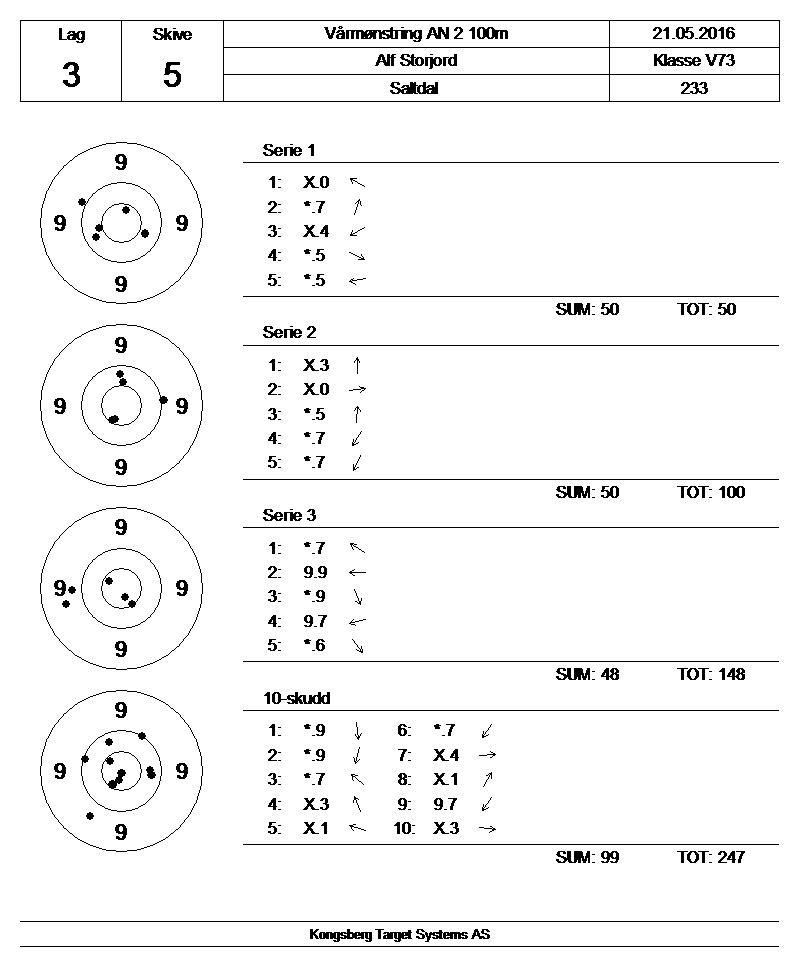 Lag Skive Vårmønstring AN 2 100m 21.05.2016
3 5 Alf Storjord Klasse V73
Saltdal 233
Serie 1
9
9 9
9
1: X.0
2: *.7
3: X.4
4: *.5
5: *.5
SUM: 50 TOT: 50
Serie 2
9
9 9
9
1: X.3
2: X.0
3: *.5
4: *.7
5: *.7
SUM: 50 TOT: 100
Serie 3
9
9 9
9
1: *.7
2: 9.9
3: *.9
4: 9.7
5: *.6
SUM: 48 TOT: 148
10-skudd
9
9 9
9
1: *.9 6: *.7
2: *.9 7: X.4
3: *.7 8: X.1
4: X.3 9: 9.7
5: X.1 10: X.3
SUM: 99 TOT: 247
Kongsberg Target Systems AS